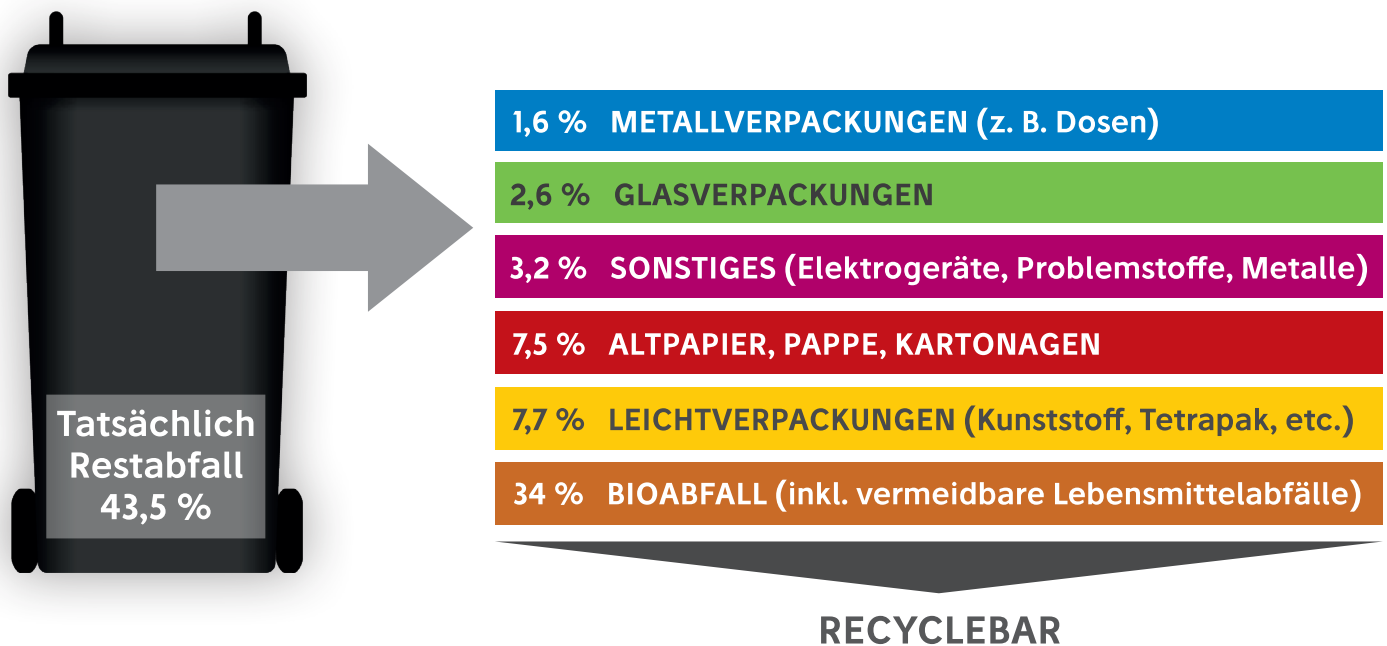 1,6 % METALLVERPACKUNGEN (z. B. Dosen)
2,6 % GLASVERPACKUNGEN
3,2 % SONSTIGES (Elektrogeräte, Problemstoffe, Metalle)
7,5 % ALTPAPIER, PAPPE, KARTONAGEN
7,7 % LEICHTVERPACKUNGEN (Kunststoff, Tetrapak, etc.)
34 % BIOABFALL (inkl. vermeidbare Lebensmittelabfälle)
Tatsächlich
Restabfall
43,5 %
RECYCLEBAR